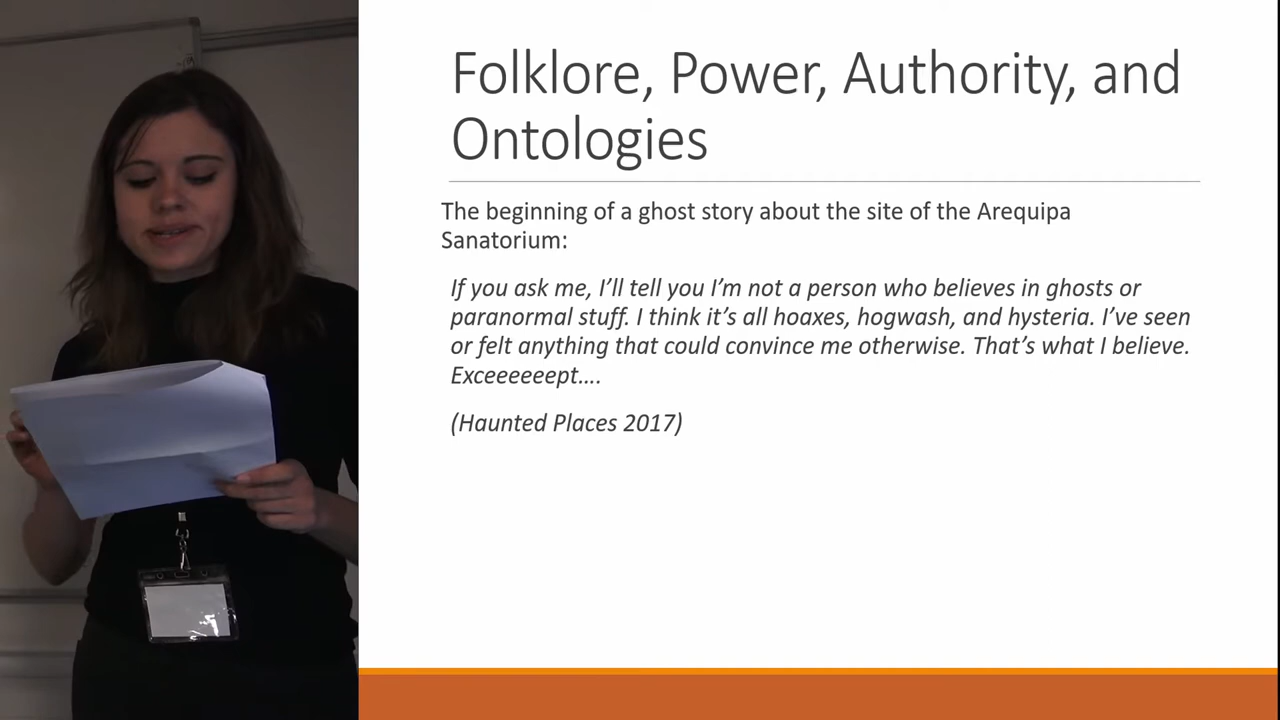 Folklore, Power, Authority, and
Ontologies
The beginning of a ghost story about the site of the Arequipa
Sanatorium:
If you ask me, I’ll tell you I’m not a person who believes in ghosts or
paranormal stuff. I think it’s all hoaxes, hogwash, and hysteria. I’ve seen
or felt anything that could convince me otherwise. That’s what I believe.
Exceeeeeept….
(Haunted Places 2017)